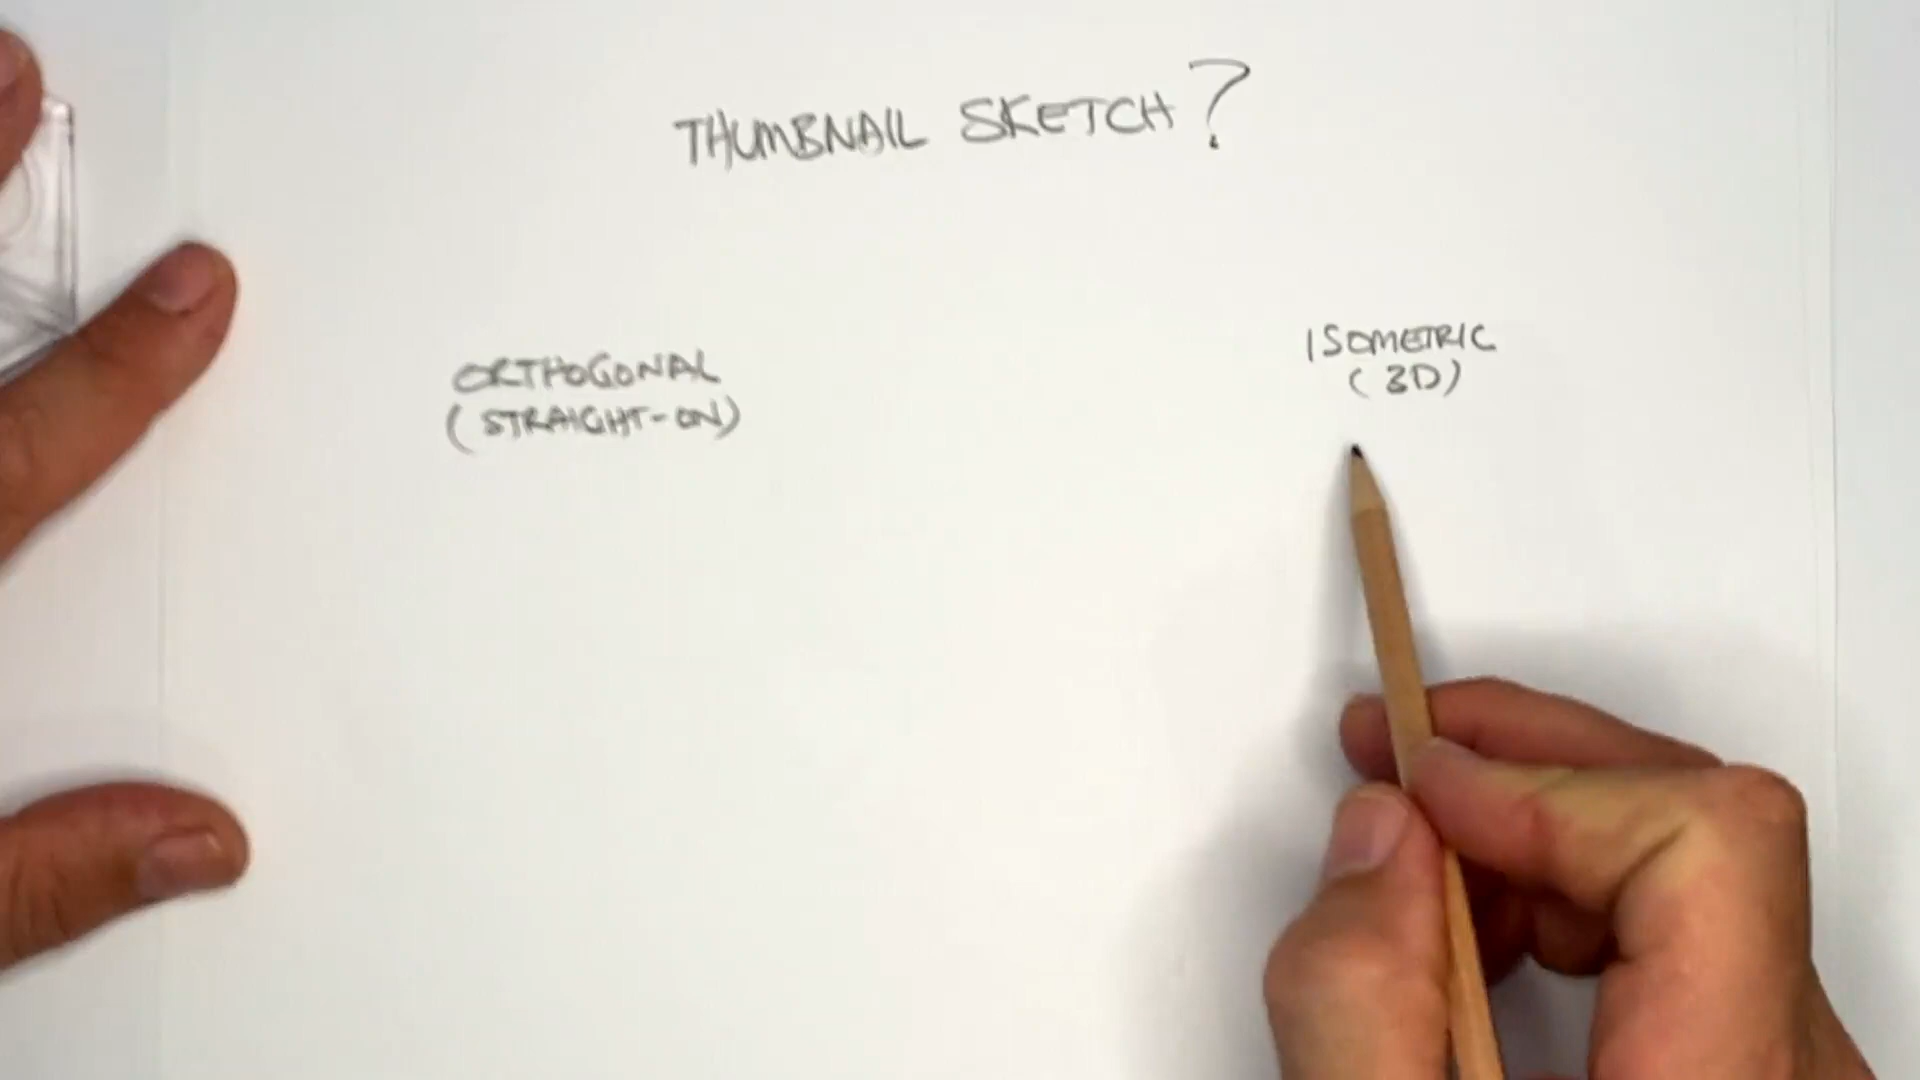 THUMBNAIL SKETCH?
ORTHOGONAL
(STRAIGHT-ON)
ISOMETRIC
(3D)